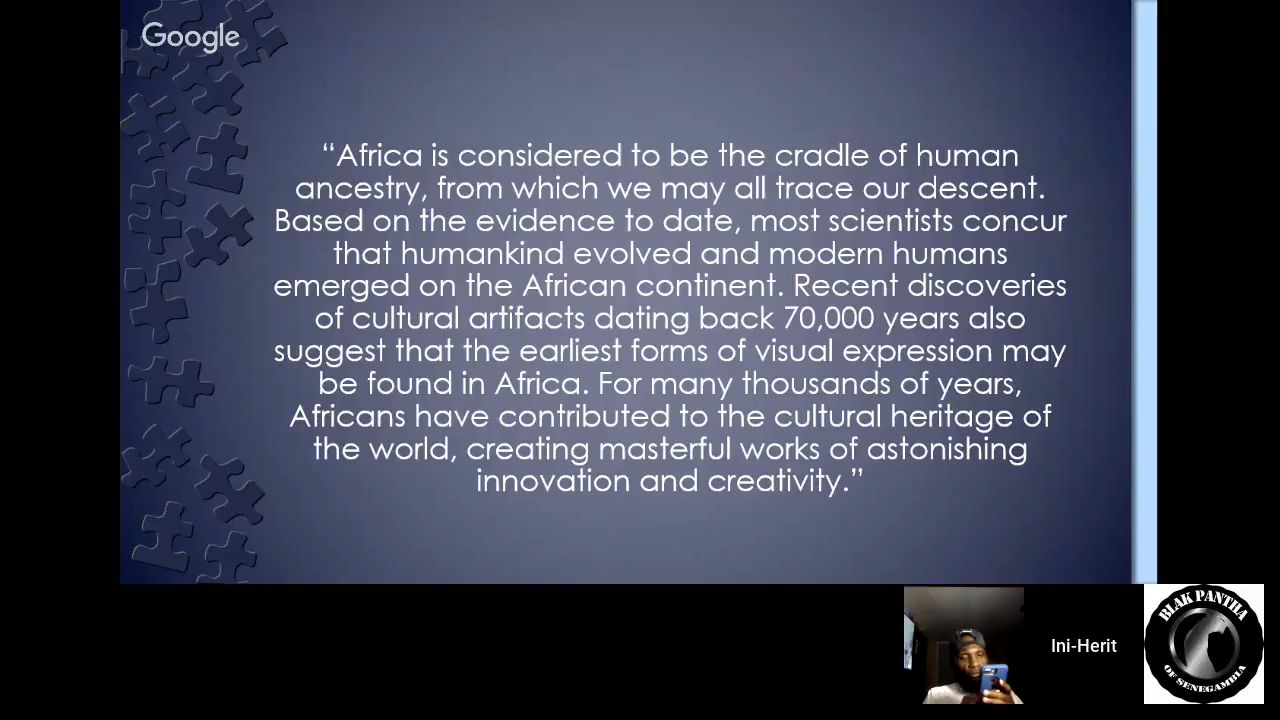 Google
“Africa is considered to be the cradle of human
ancestry, from which we may all trace our descent.
Based on the evidence to date, most scientists concur
that humankind evolved and modern humans
emerged on the African continent. Recent discoveries
of cultural artifacts dating back 70,000 years also
suggest that the earliest forms of visual expression may
be found in Africa. For many thousands of years,
Africans have contributed to the cultural heritage of
the world, creating masterful works of astonishing
innovation and creativity.”
Ini-Herit
BLAK PANTHA
OF SENEGAMBIA